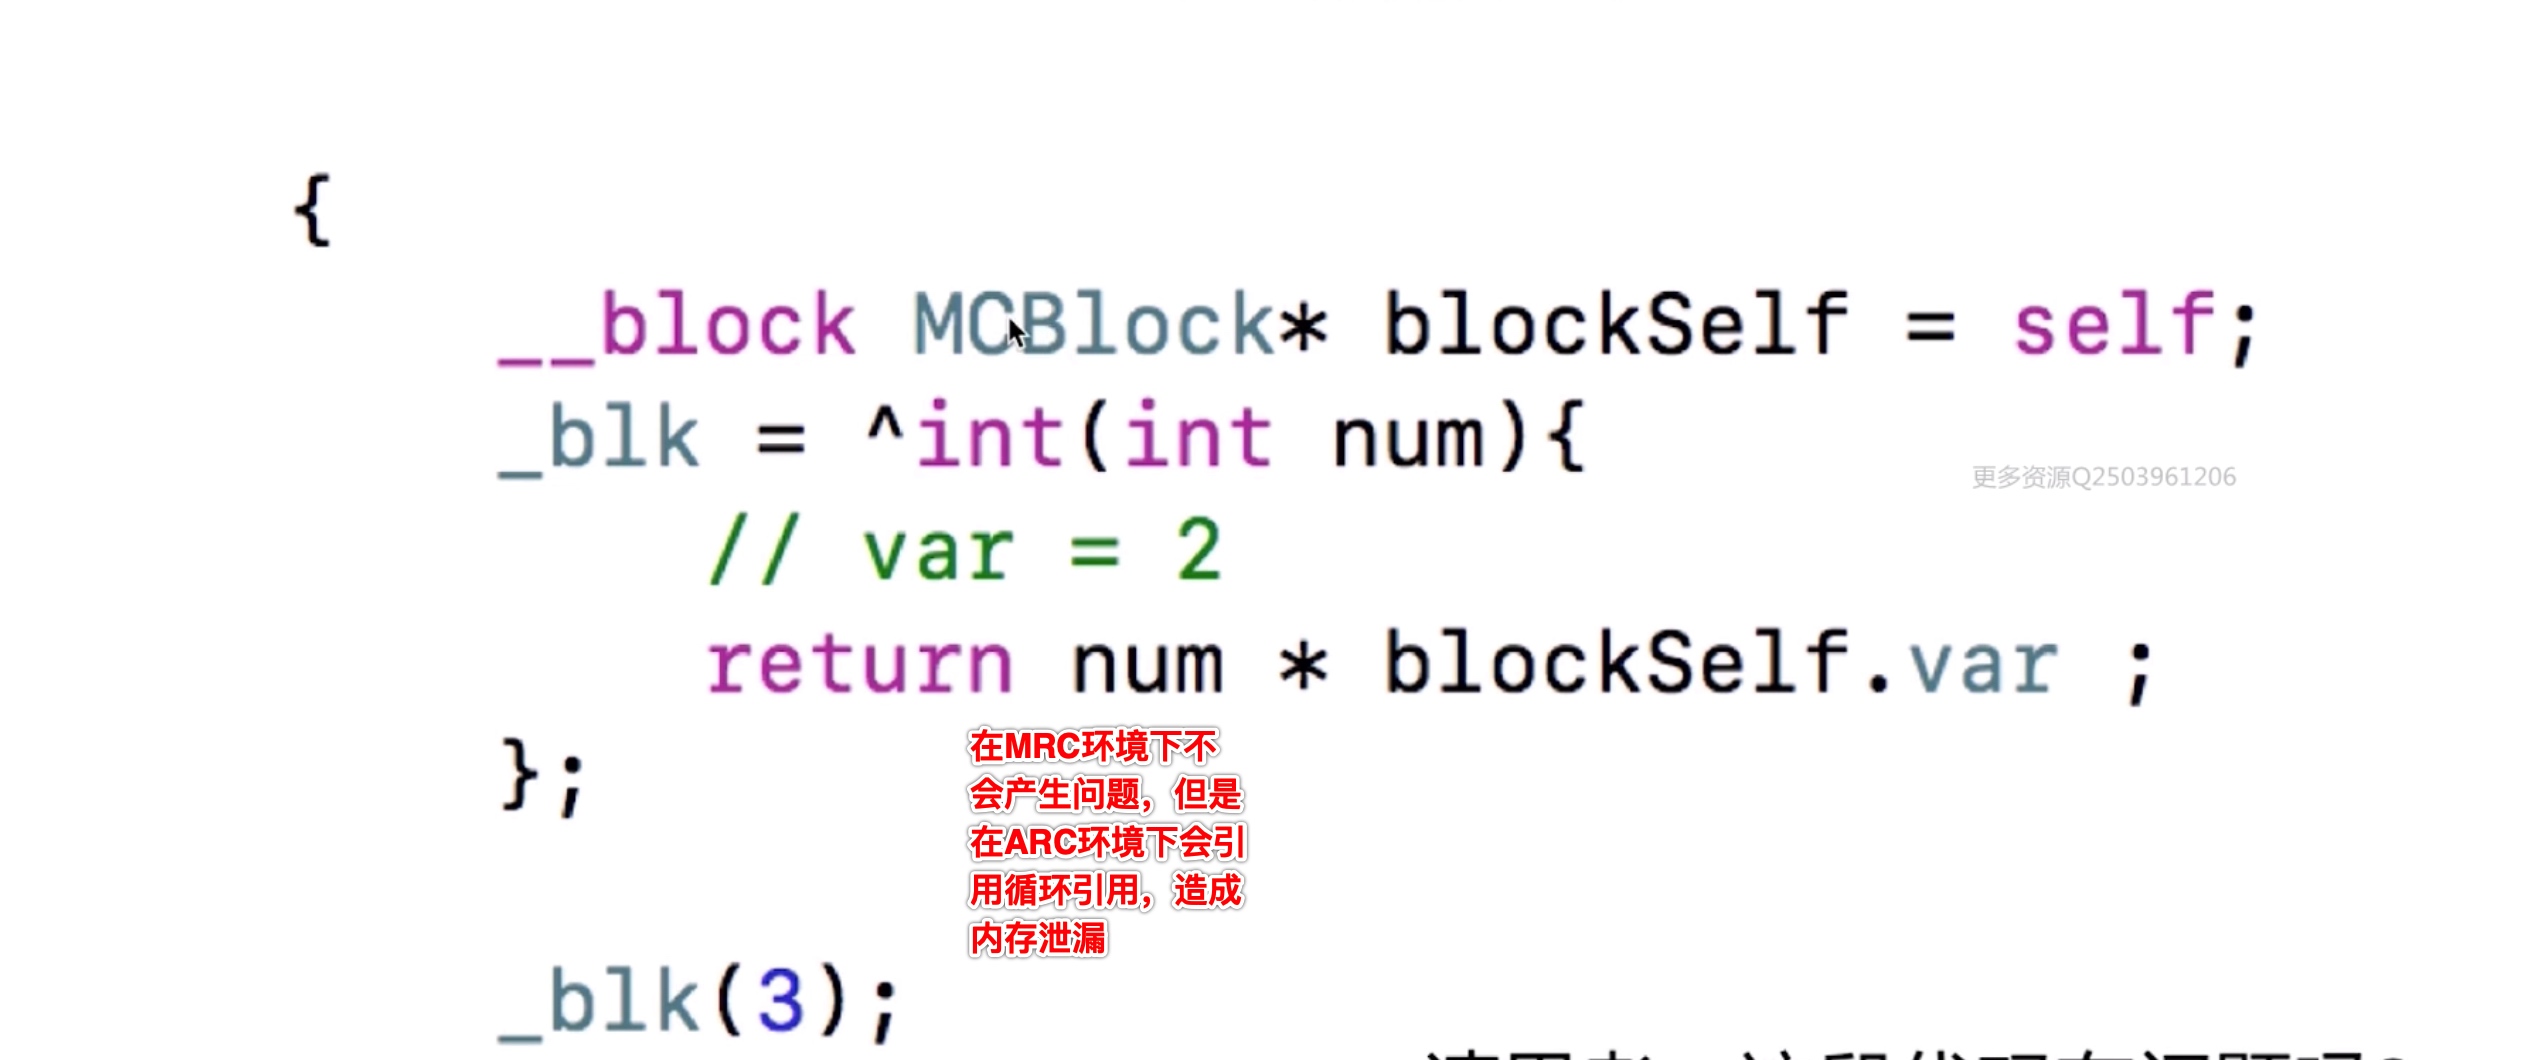 {
__block MCBlock* blockSelf = self;
_blk = ^int(int num){
更多资源Q2503961206
// var = 2
return num * blockSelf.var ;
};
在MRC环境下不
会产生问题，但是
在ARC环境下会引
用循环引用，造成
内存泄漏
_blk(3);